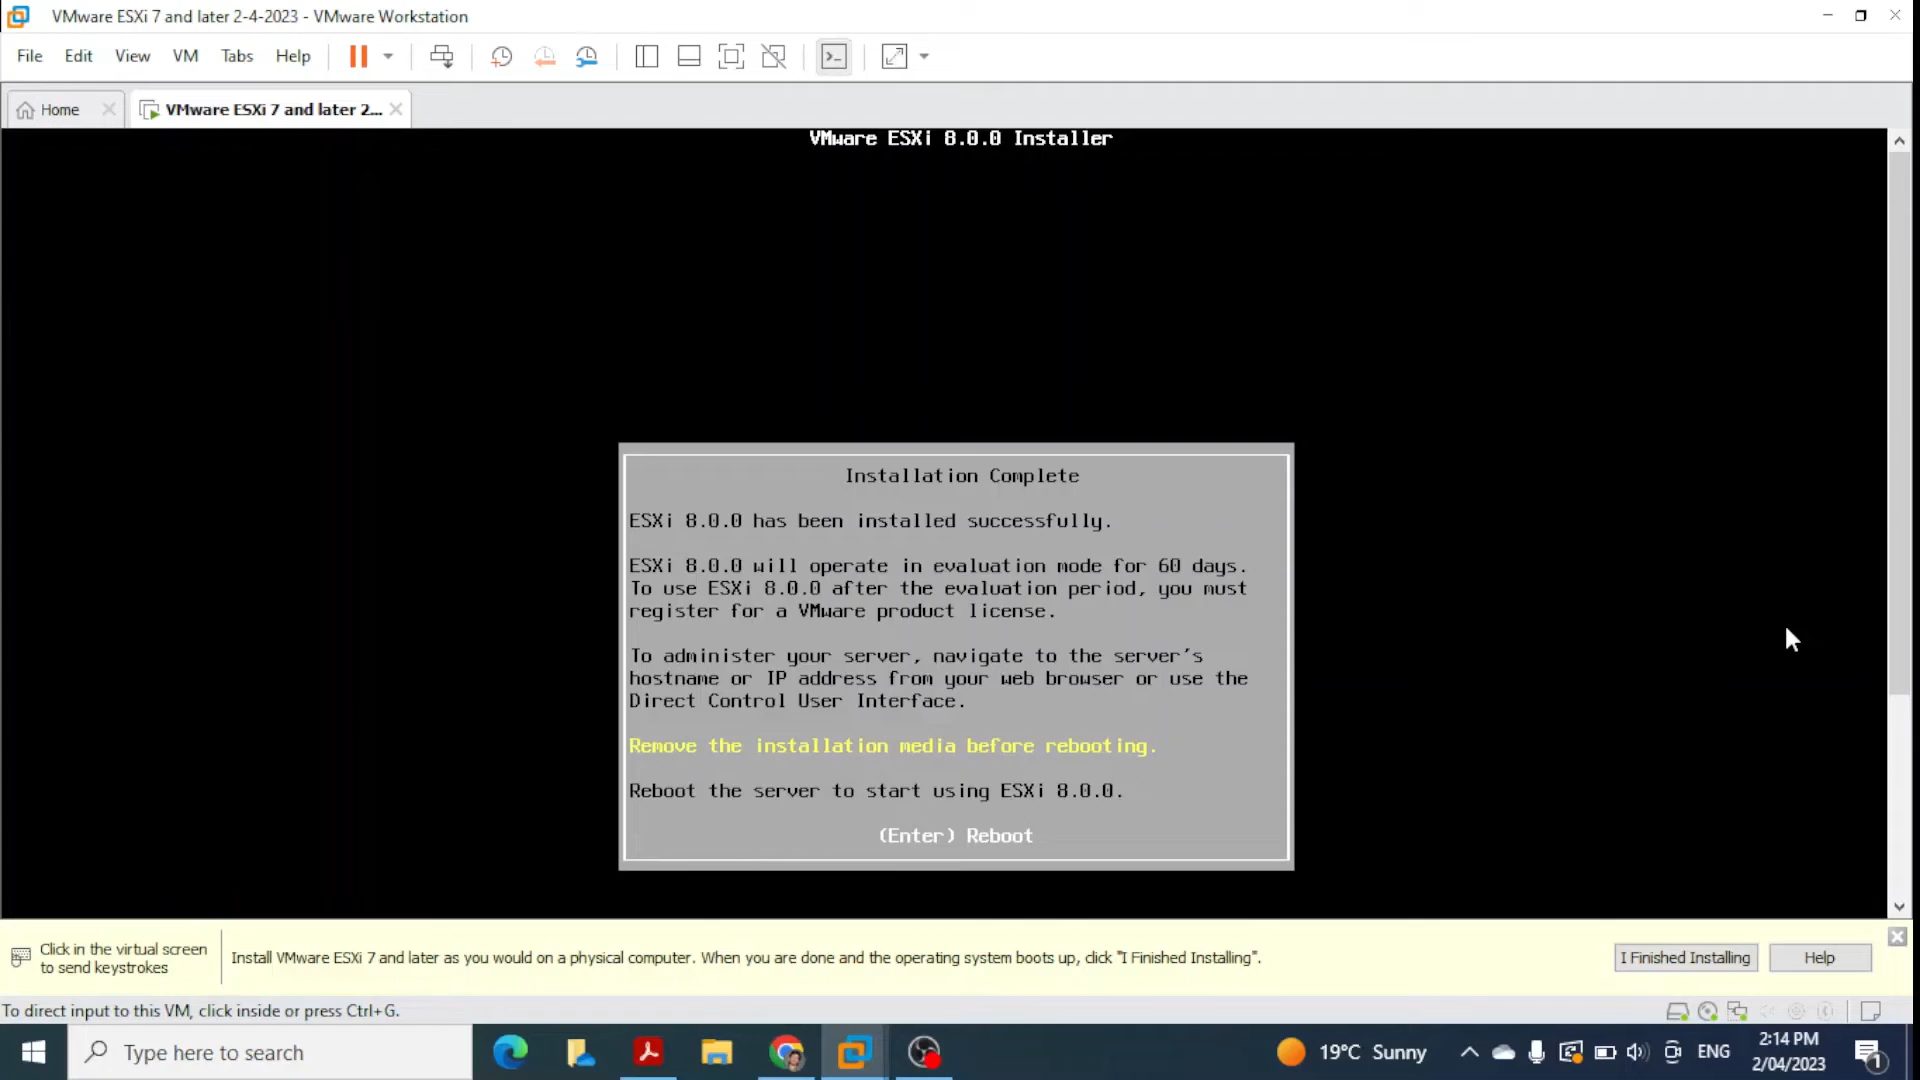 VMware ESXi 7 and later 2-4-2023 - VMware Workstation
File Edit View VM Tabs Help
Home VMware ESXi 7 and later 2...
VMware ESXi 8.0.0 Installer
Installation Complete
ESXi 8.0.0 has been installed successfully.
ESXi 8.0.0 will operate in evaluation mode for 60 days.
To use ESXi 8.0.0 after the evaluation period, you must
register for a VMware product license.
To administer your server, navigate to the server's
hostname or IP address from your web browser or use the
Direct Control User Interface.
Remove the installation media before rebooting.
Reboot the server to start using ESXi 8.0.0.
(Enter) Reboot
Click in the virtual screen
to send keystrokes
Install VMware ESXi 7 and later as you would on a physical computer. When you are done and the operating system boots up, click "I Finished Installing".
I Finished Installing Help
To direct input to this VM, click inside or press Ctrl+G.
Type here to search
19°C Sunny
ENG
2:14 PM
2/04/2023
1